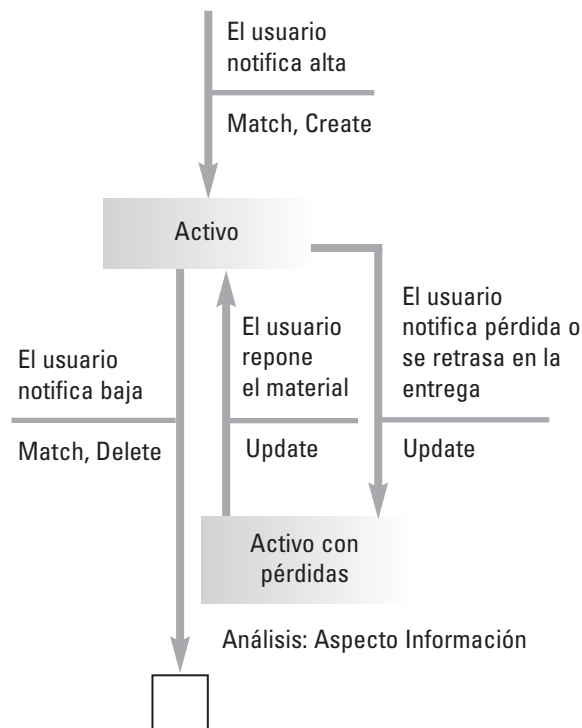 El usuario
notifica alta
Match, Create
Activo
El usuario
notifica baja
Match, Delete
El usuario
repone
el material
Update
El usuario
notifica pérdida o
se retrasa en la
entrega
Update
Activo con
pérdidas
Análisis: Aspecto Información